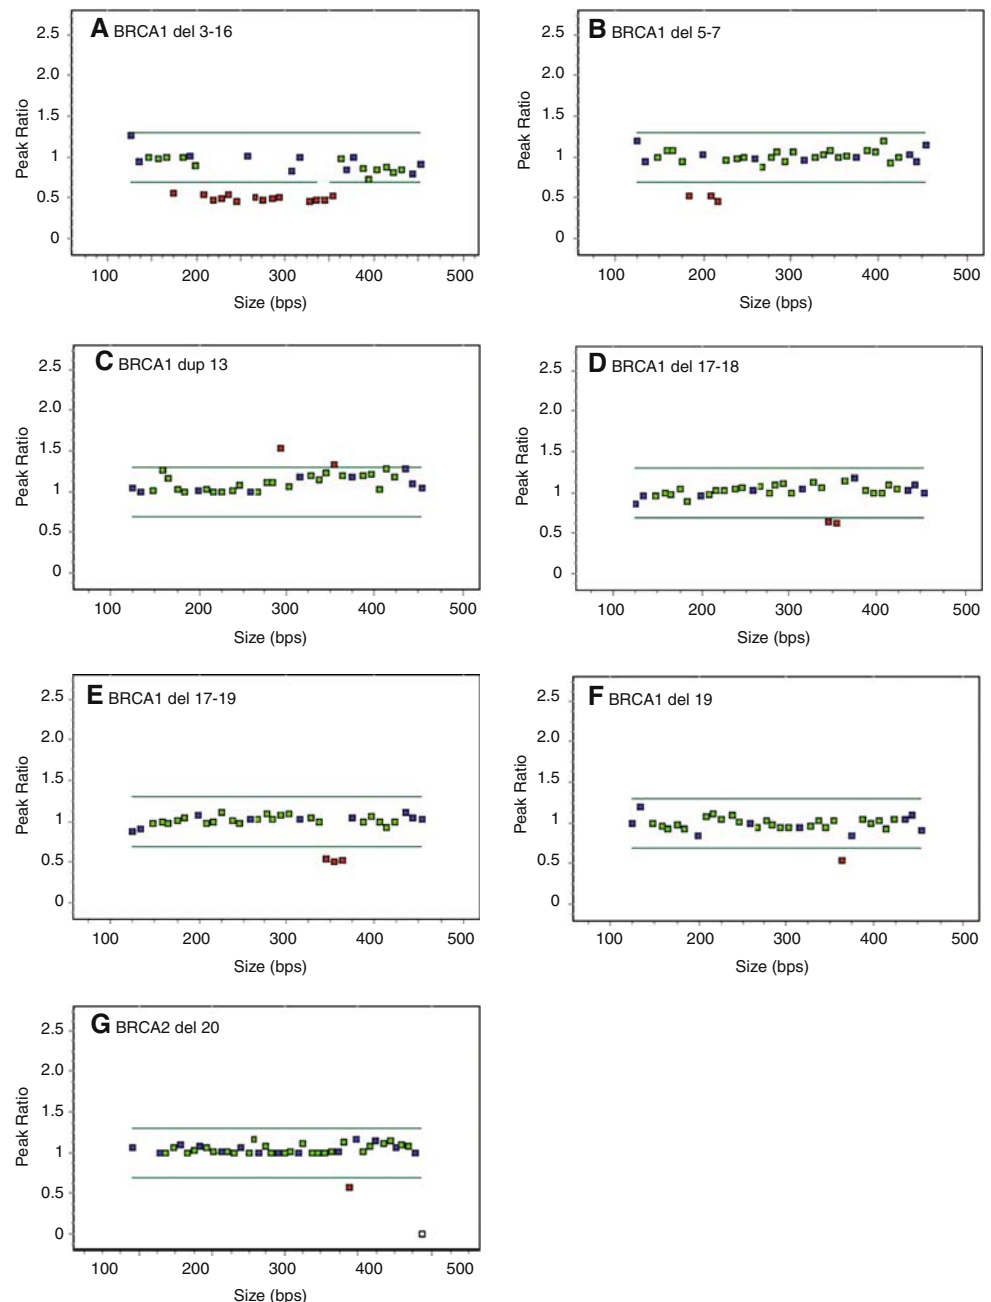 A BRCA1 del 3-16
2.5
2.0
1.5
1
0.5
0
Peak Ratio
100 200 300 400 500
Size (bps)
B BRCA1 del 5-7
2.5
2.0
1.5
1
0.5
0
Peak Ratio
100 200 300 400 500
Size (bps)
C BRCA1 dup 13
2.5
2.0
1.5
1
0.5
0
Peak Ratio
100 200 300 400 500
Size (bps)
D BRCA1 del 17-18
2.5
2.0
1.5
1
0.5
0
Peak Ratio
100 200 300 400 500
Size (bps)
E BRCA1 del 17-19
2.5
2.0
1.5
1
0.5
0
Peak Ratio
100 200 300 400 500
Size (bps)
F BRCA1 del 19
2.5
2.0
1.5
1
0.5
0
Peak Ratio
100 200 300 400 500
Size (bps)
G BRCA2 del 20
2.5
2.0
1.5
1
0.5
0
Peak Ratio
100 200 300 400 500
Size (bps)